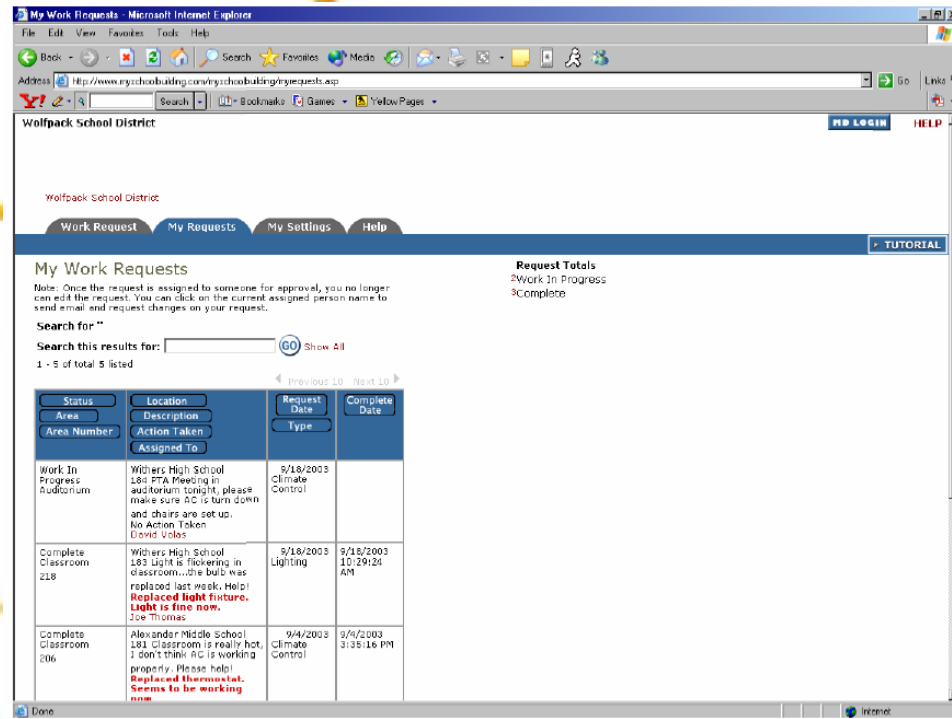 My Work Requests - Microsoft Internet Explorer
File Edit View Favorites Tools Help
Back Search Favorites Media
Address http://www.myschoolbuilding.com/myschoolbuilding/myrequests.asp Go Links
Y! Search Bookmarks Games Yellow Pages
Wolfpack School District MD LOGIN HELP
Wolfpack School District
Work Request My Requests My Settings Help
TUTORIAL
My Work Requests
Note: Once the request is assigned to someone for approval, you no longer
can edit the request. You can click on the current assigned person name to
send email and request changes on your request.
Search for ""
Search this results for: GO Show All
1 - 5 of total 5 listed
Previous 10 Next 10
Request Totals
2 Work In Progress
3 Complete
Status Location Request Date Complete Date
Area Description Type
Area Number Action Taken
Assigned To
Work In Progress
Auditorium
Withers High School
184 PTA Meeting in
auditorium tonight, please
make sure AC is turn down
and chairs are set up.
No Action Taken
David Volas
9/18/2003
Climate
Control
Complete
Classroom
218
Withers High School
183 Light is flickering in
classroom...the bulb was
replaced last week. Help!
Replaced light fixture.
Light is fine now.
Joe Thomas
9/18/2003
Lighting
9/18/2003
10:29:24
AM
Complete
Classroom
206
Alexander Middle School
181 Classroom is really hot,
I don't think AC is working
properly. Please help!
Replaced thermostat.
Seems to be working
now
9/4/2003
Climate
Control
9/4/2003
3:35:16 PM
Done Internet